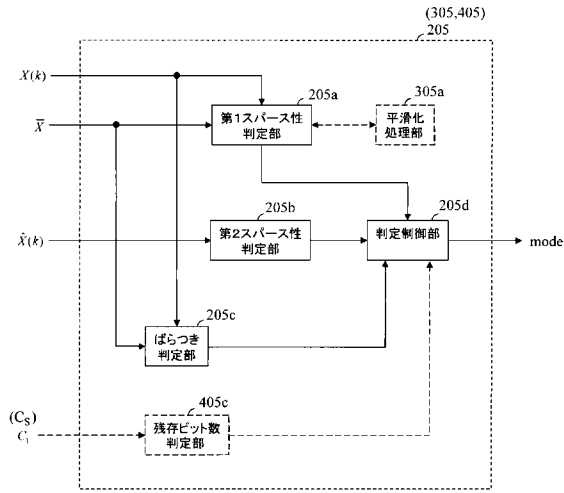 (305,405)
205
X(k)
X̄
205a
第1スパース性
判定部
305a
平滑化
処理部
X̂(k)
205b
第2スパース性
判定部
205d
判定制御部
mode
205c
ばらつき
判定部
(Cs)
C₁
405c
残存ビット数
判定部